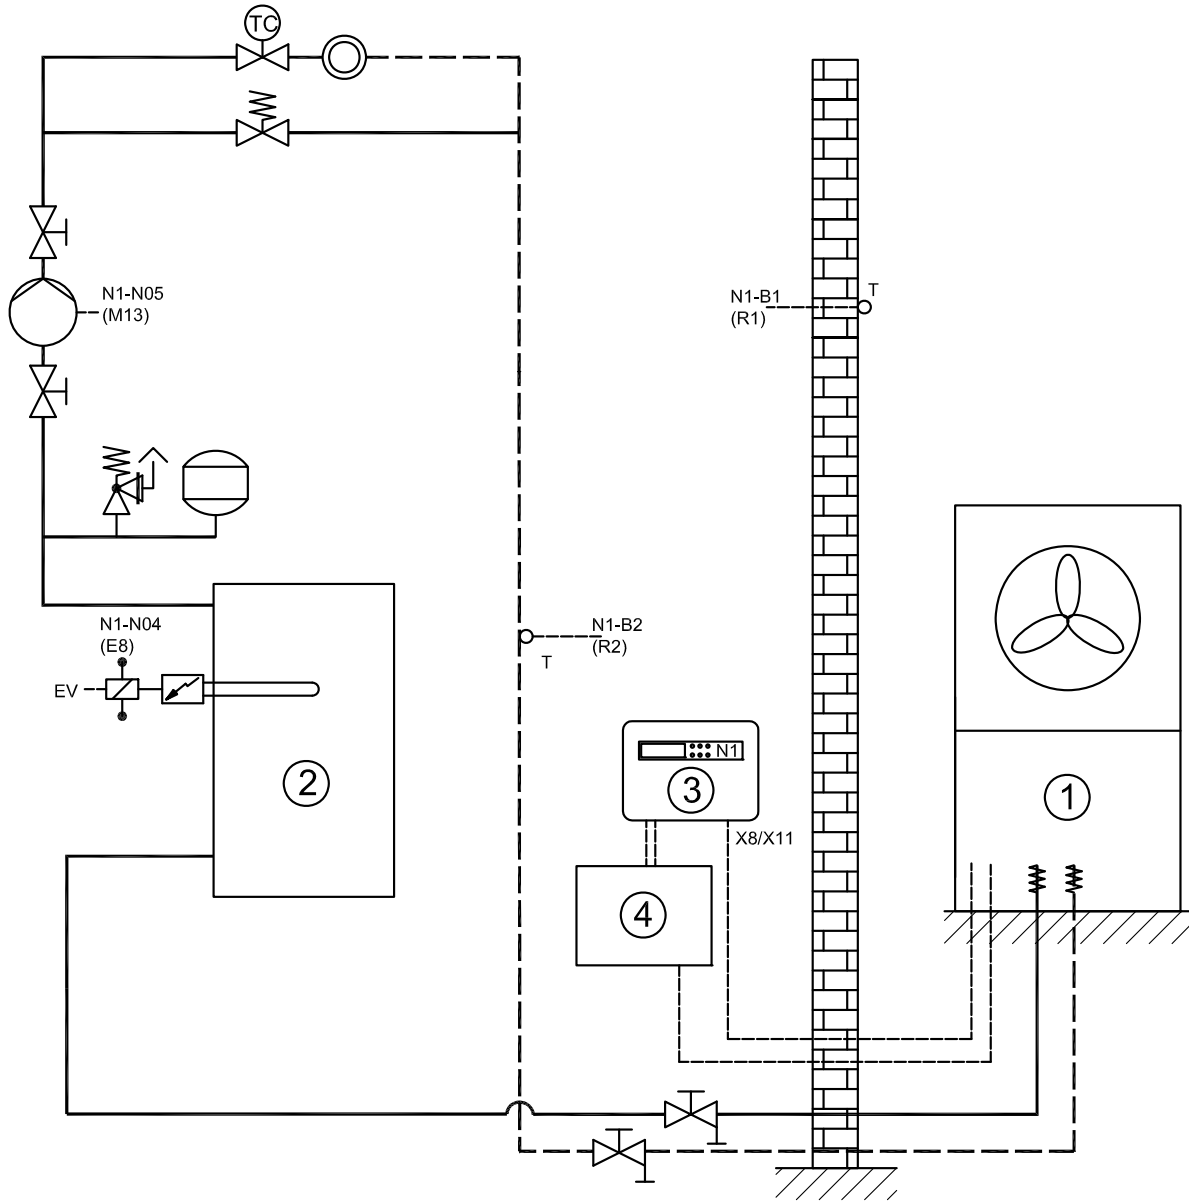 TC
N1-N05
(M13)
N1-B1
(R1)
T
N1-N04
(E8)
EV
N1-B2
(R2)
T
N1
2
3
1
X8/X11
4